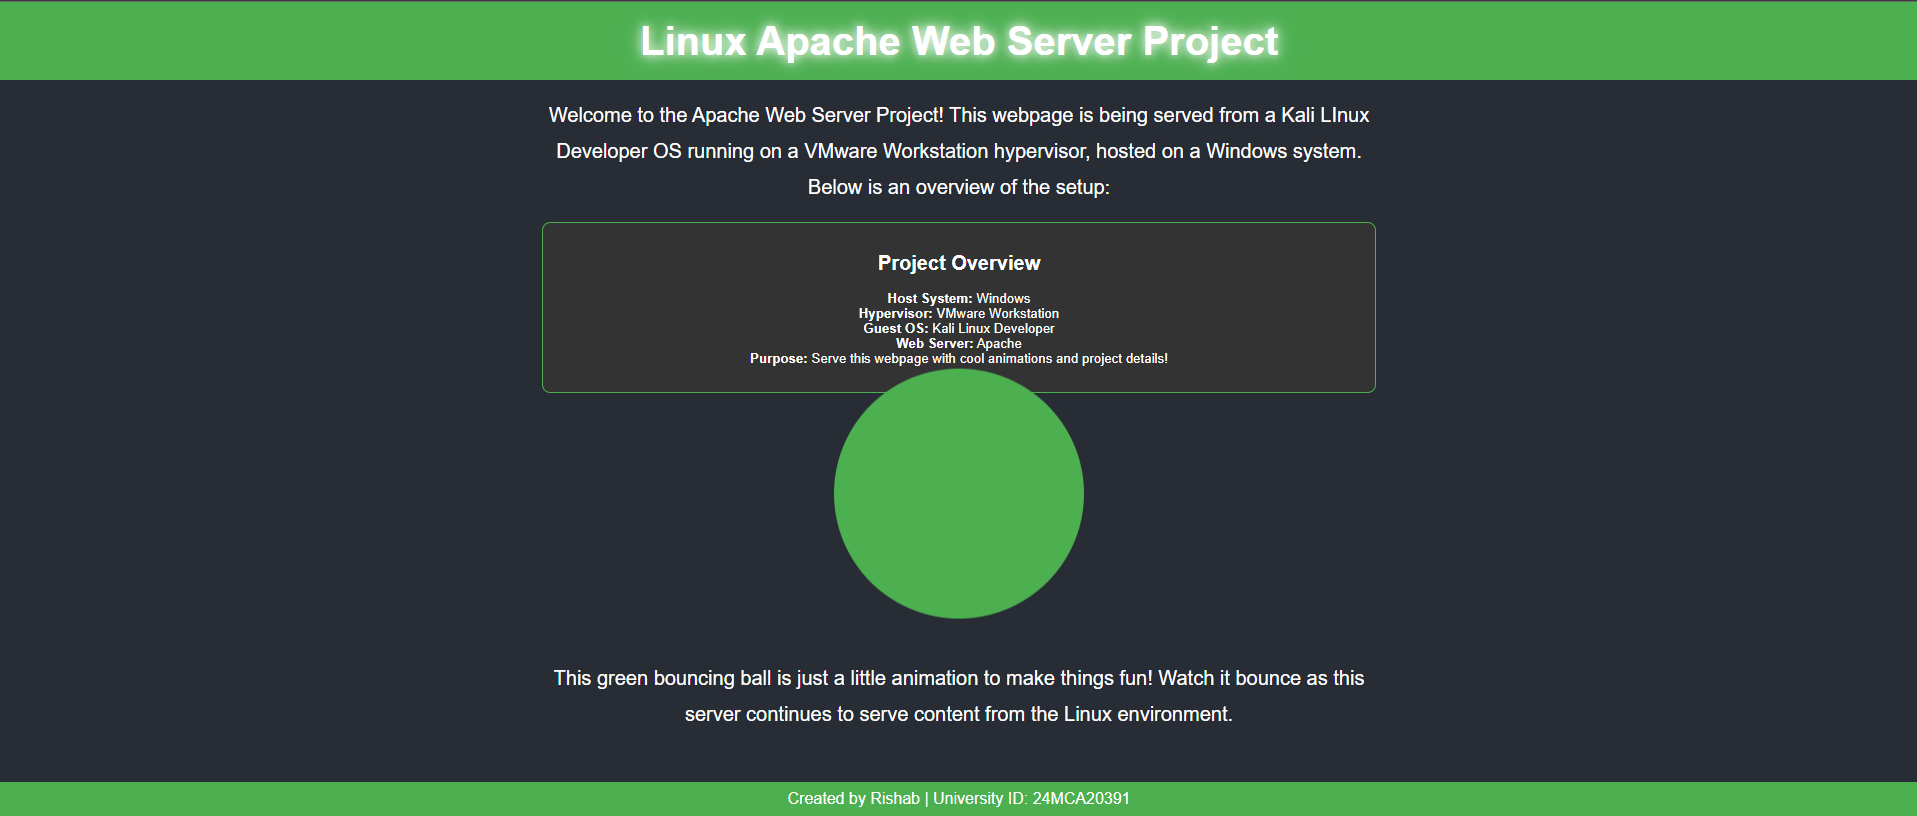 Linux Apache Web Server Project
Welcome to the Apache Web Server Project! This webpage is being served from a Kali LInux
Developer OS running on a VMware Workstation hypervisor, hosted on a Windows system.
Below is an overview of the setup:
Project Overview
Host System: Windows
Hypervisor: VMware Workstation
Guest OS: Kali Linux Developer
Web Server: Apache
Purpose: Serve this webpage with cool animations and project details!
This green bouncing ball is just a little animation to make things fun! Watch it bounce as this
server continues to serve content from the Linux environment.
Created by Rishab | University ID: 24MCA20391